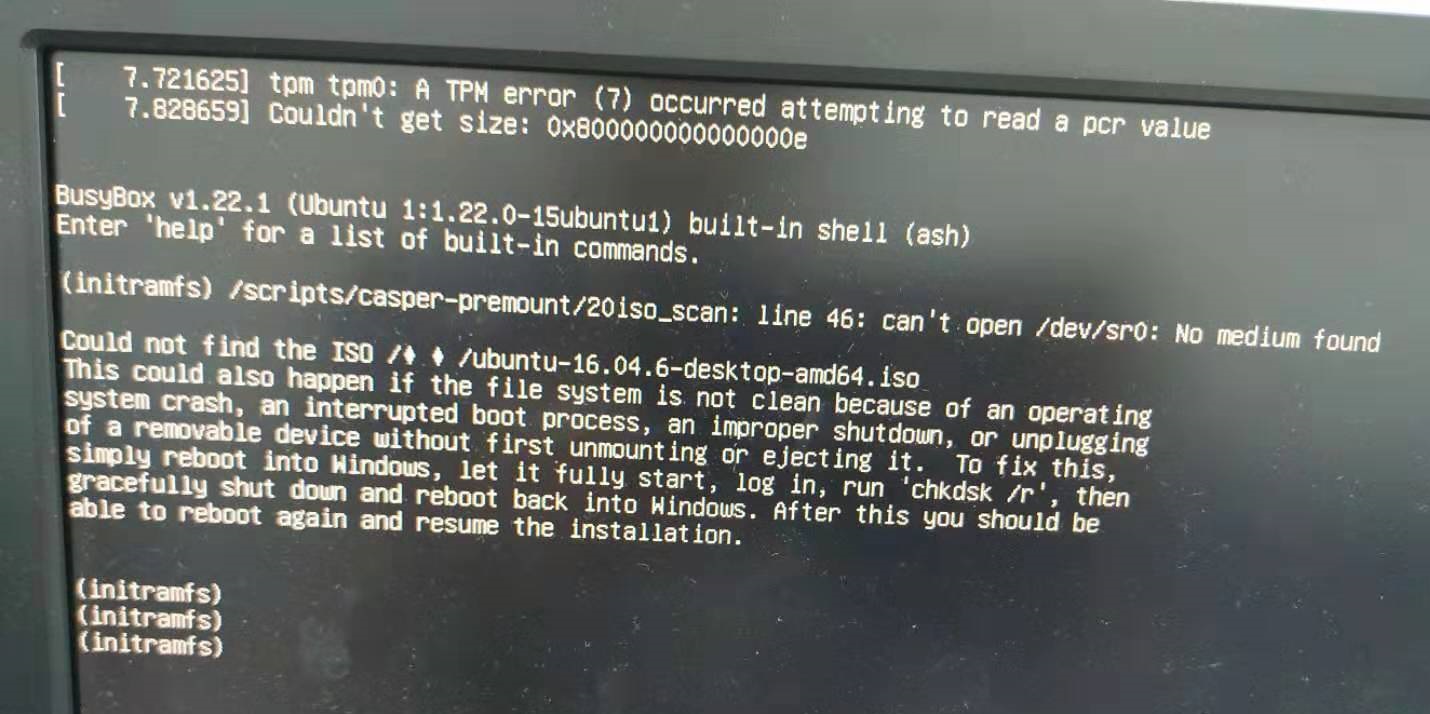 [    7.721625] tpm tpm0: A TPM error (7) occurred attempting to read a pcr value
[    7.828659] Couldn't get size: 0x800000000000000e
BusyBox v1.22.1 (Ubuntu 1:1.22.0-15ubuntu1) built-in shell (ash)
Enter 'help' for a list of built-in commands.
(initramfs) /scripts/casper-premount/20iso_scan: line 46: can't open /dev/sr0: No medium found
Could not find the ISO /♦ ♦ /ubuntu-16.04.6-desktop-amd64.iso
This could also happen if the file system is not clean because of an operating
system crash, an interrupted boot process, an improper shutdown, or unplugging
of a removable device without first unmounting or ejecting it.  To fix this,
simply reboot into Windows, let it fully start, log in, run 'chkdsk /r', then
gracefully shut down and reboot back into Windows. After this you should be
able to reboot again and resume the installation.
(initramfs)
(initramfs)
(initramfs)